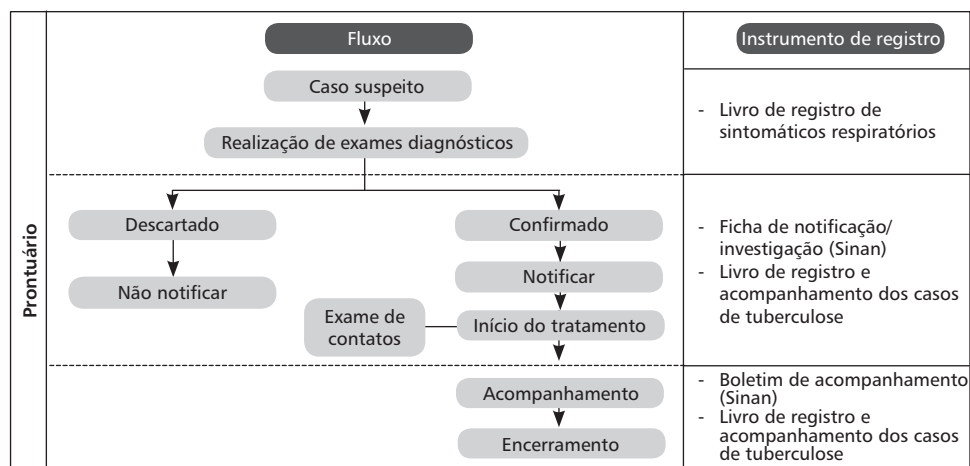 Prontuário
Fluxo
Instrumento de registro
Caso suspeito
Realização de exames diagnósticos
- Livro de registro de
sintomáticos respiratórios
Descartado
Não notificar
Confirmado
Notificar
Exame de
contatos
Início do tratamento
- Ficha de notificação/
investigação (Sinan)
- Livro de registro e
acompanhamento dos casos
de tuberculose
Acompanhamento
Encerramento
- Boletim de acompanhamento
(Sinan)
- Livro de registro e
acompanhamento dos casos
de tuberculose